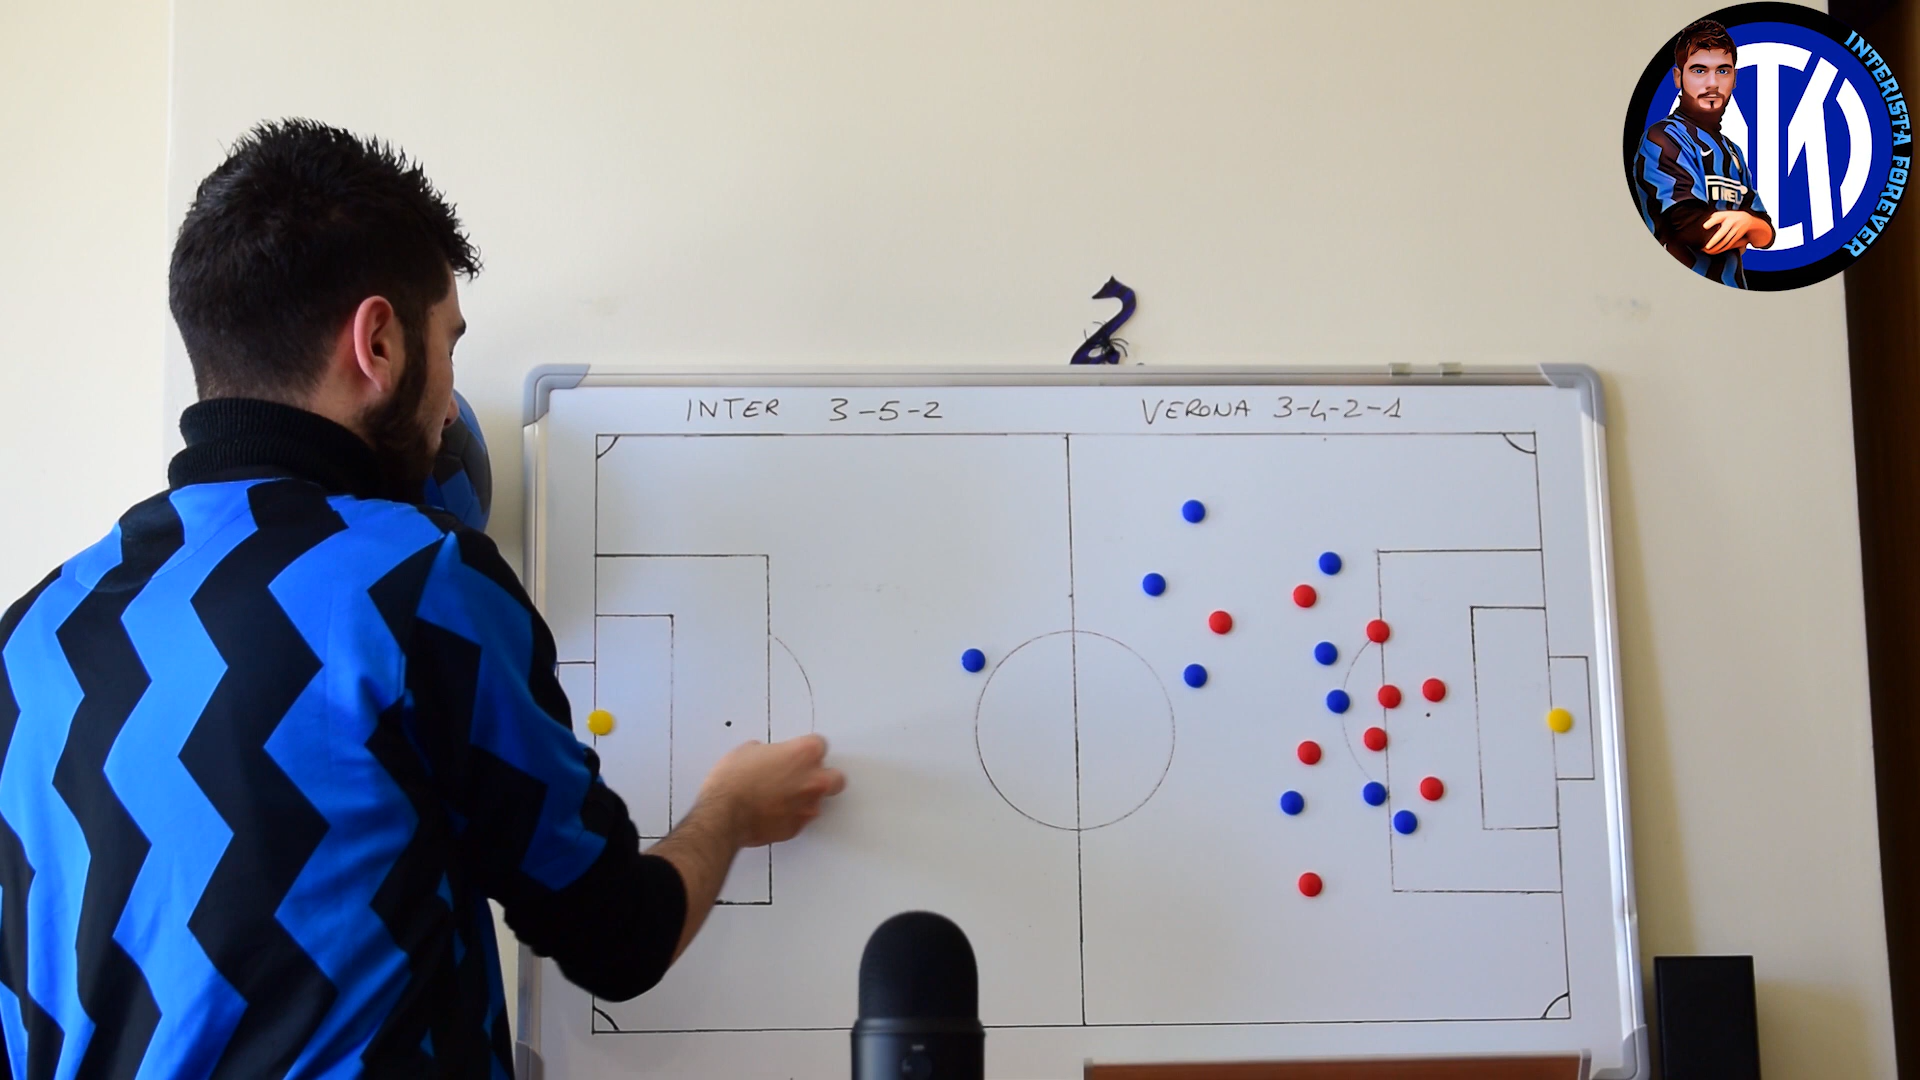 INTERISTA FOREVER
INTER 3-5-2
VERONA 3-4-2-1